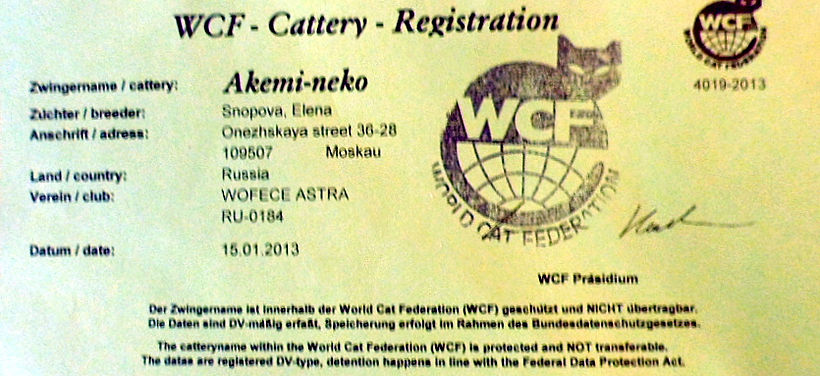 WCF - Cattery - Registration
WCF
WORLD CAT FEDERATION
4019-2013
Zwingername / cattery: Akemi-neko
Züchter / breeder: Snopova, Elena
Anschrift / adress: Onezhskaya street 36-28
109507 Moskau
Land / country: Russia
Verein / club: WOFECE ASTRA
RU-0184
Datum / date: 15.01.2013
WCF
WORLD CAT FEDERATION
WCF Präsidium
Der Zwingername ist innerhalb der World Cat Federation (WCF) geschützt und NICHT übertragbar.
Die Daten sind DV-mäßig erfaßt, Speicherung erfolgt im Rahmen des Bundesdatenschutzgesetzes.
The catteryname within the World Cat Federation (WCF) is protected and NOT transferable.
The datas are registered DV-type, detention happens in line with the Federal Data Protection Act.